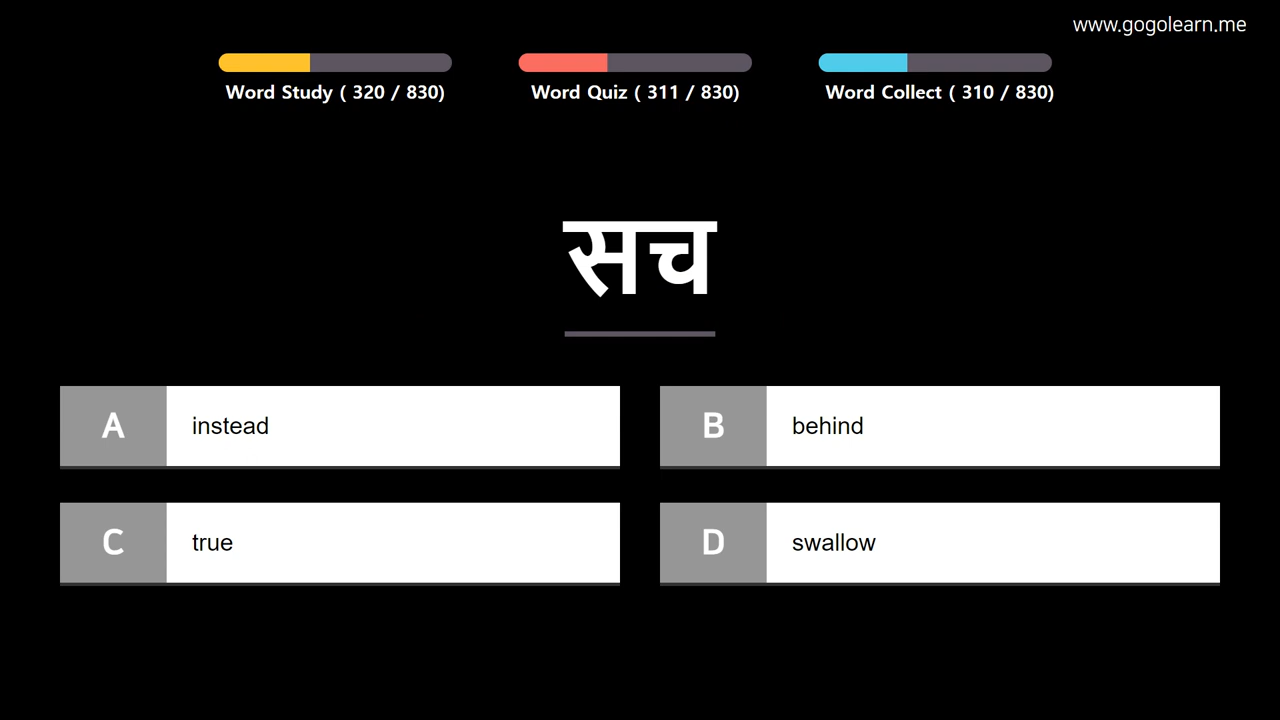 www.gogolearn.me
Word Study ( 320 / 830)
Word Quiz ( 311 / 830)
Word Collect ( 310 / 830)
सच
A instead
B behind
C true
D swallow